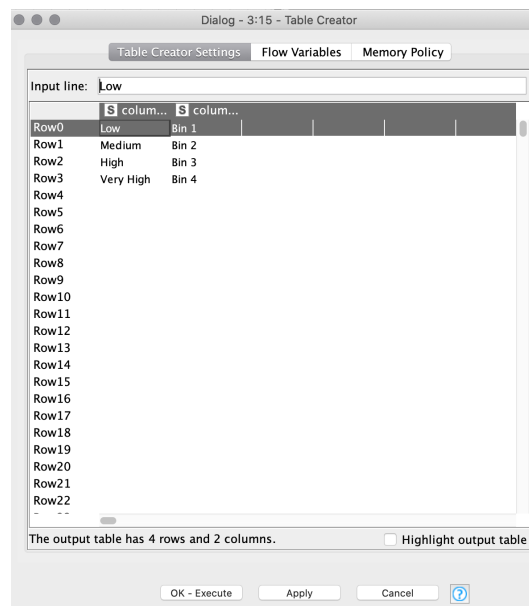 Dialog - 3:15 - Table Creator
Table Creator Settings Flow Variables Memory Policy
Input line: Low
S colum... S colum...
Row0 Low Bin 1
Row1 Medium Bin 2
Row2 High Bin 3
Row3 Very High Bin 4
Row4
Row5
Row6
Row7
Row8
Row9
Row10
Row11
Row12
Row13
Row14
Row15
Row16
Row17
Row18
Row19
Row20
Row21
Row22
The output table has 4 rows and 2 columns. Highlight output table
OK - Execute Apply Cancel ?